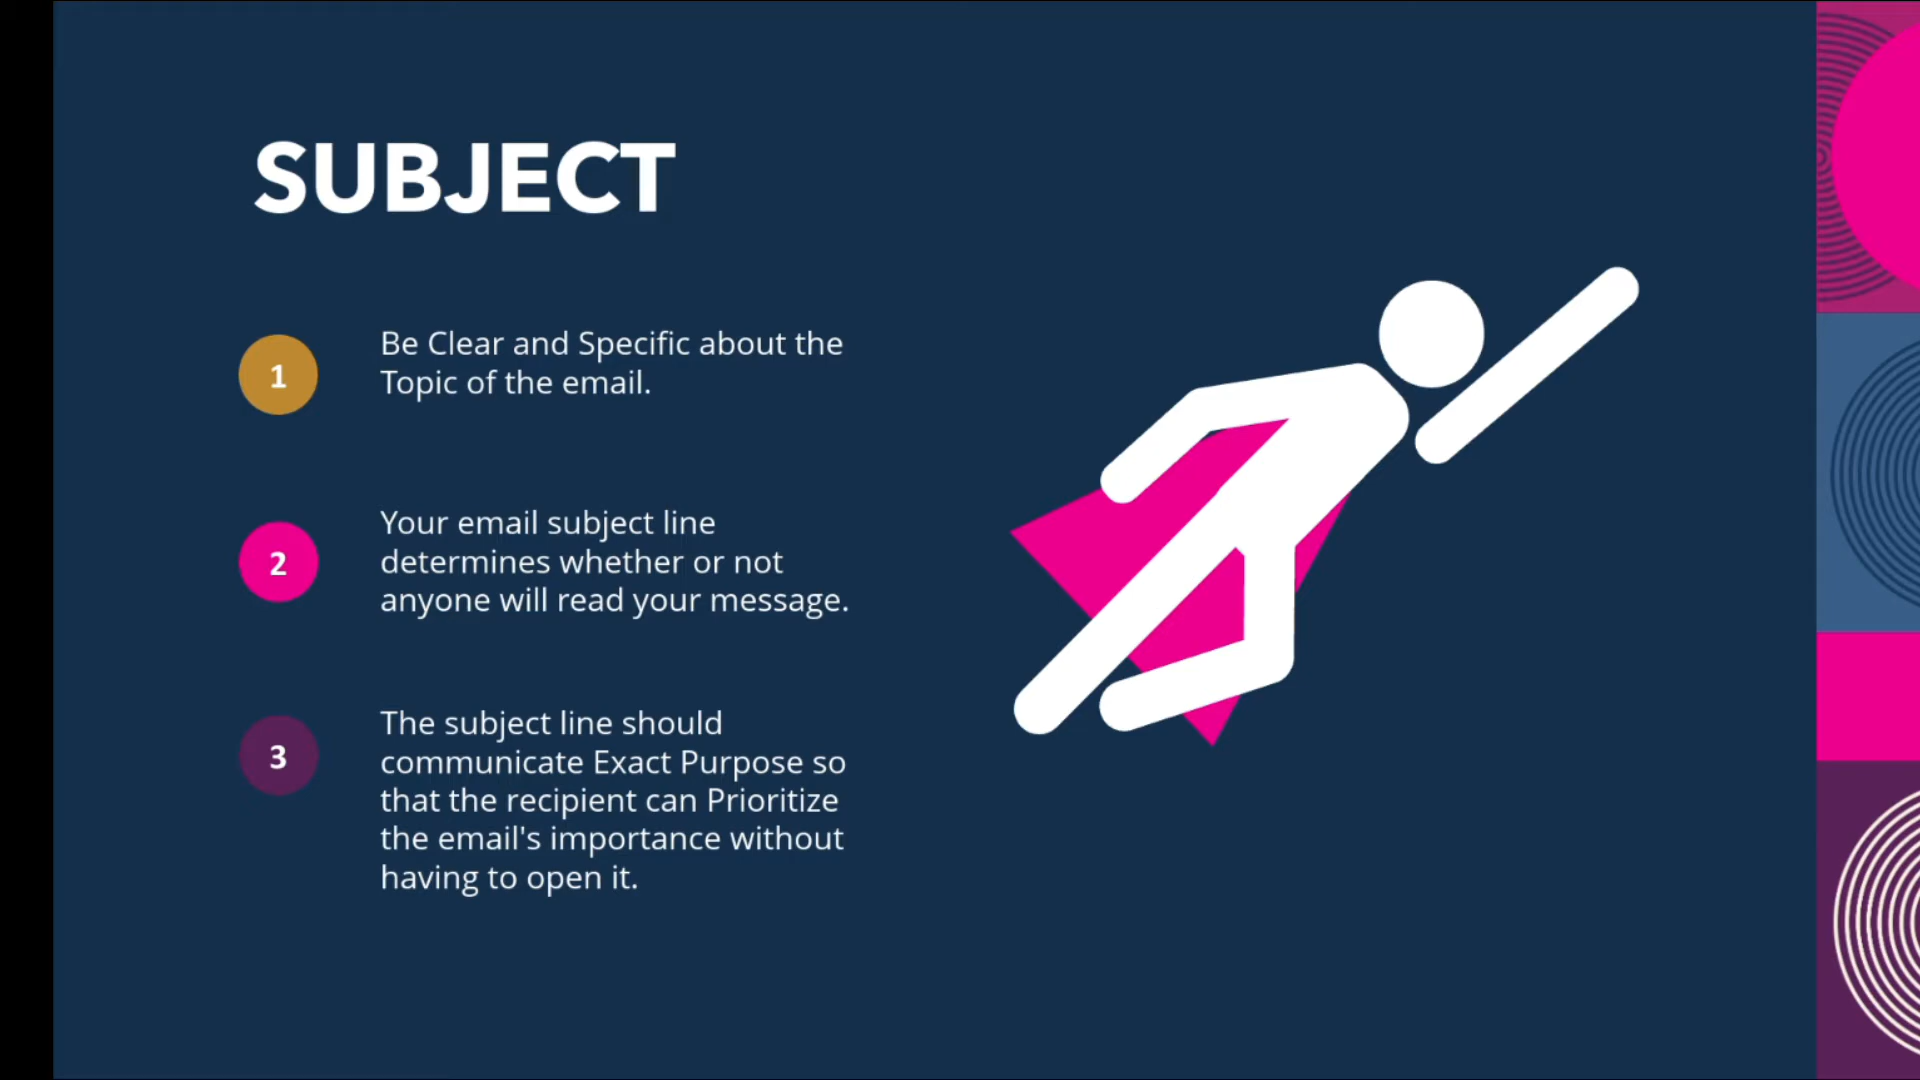 SUBJECT
1
Be Clear and Specific about the
Topic of the email.
2
Your email subject line
determines whether or not
anyone will read your message.
3
The subject line should
communicate Exact Purpose so
that the recipient can Prioritize
the email's importance without
having to open it.